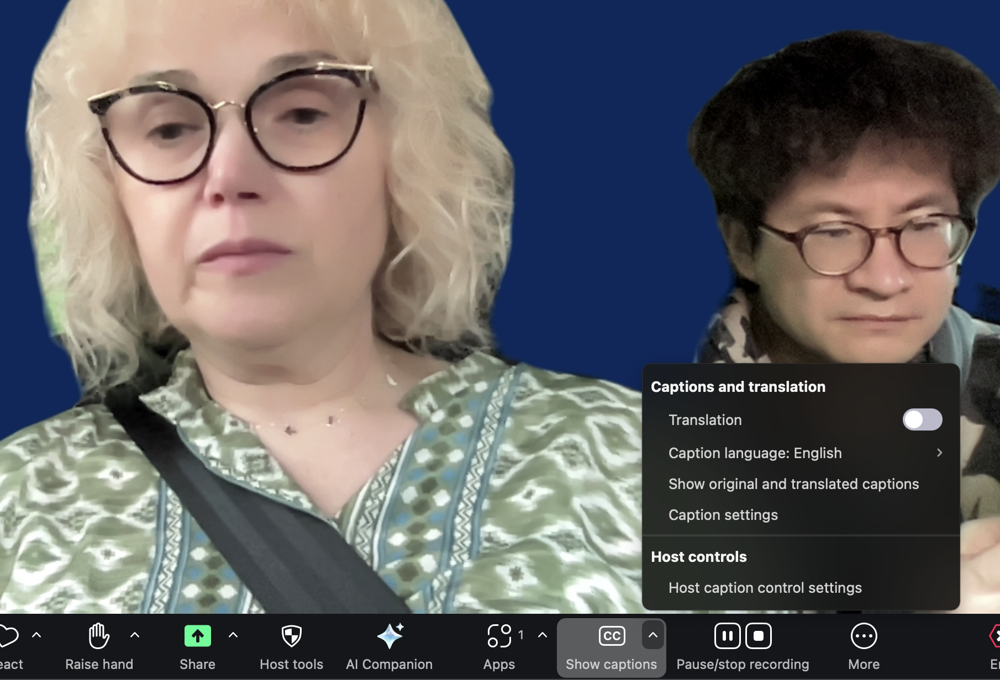 Captions and translation
Translation
Caption language: English
Show original and translated captions
Caption settings
Host controls
Host caption control settings
1
CC
eact
Raise hand
Share
Host tools
AI Companion
Apps
Show captions
Pause/stop recording
More